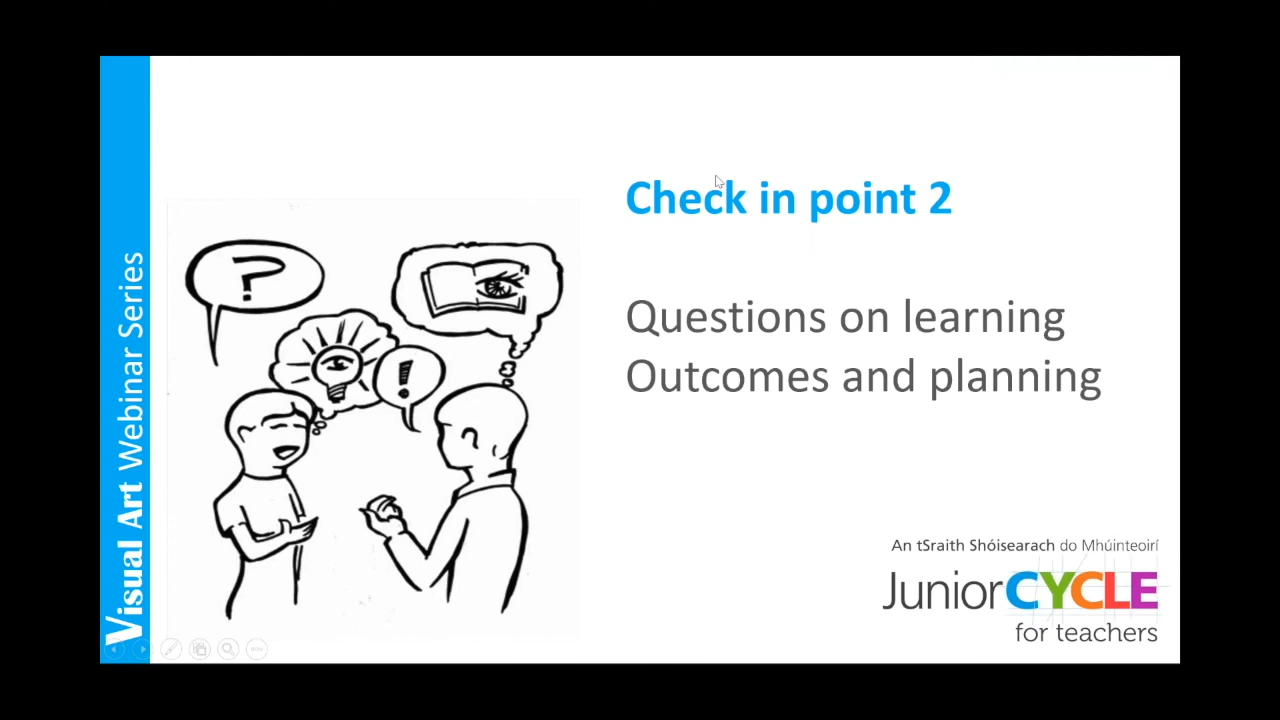 Visual Art Webinar Series
Check in point 2
Questions on learning
Outcomes and planning
?
!
An tSraith Shóisearach do Mhúinteoirí
Junior CYCLE
for teachers